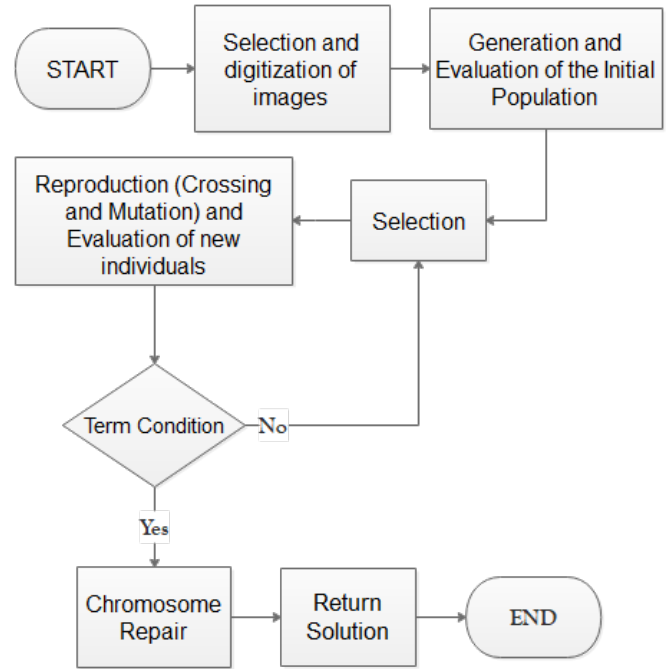 START
Selection and
digitization of
images
Generation and
Evaluation of the Initial
Population
Reproduction (Crossing
and Mutation) and
Evaluation of new
individuals
Selection
Term Condition
No
Yes
Chromosome
Repair
Return
Solution
END